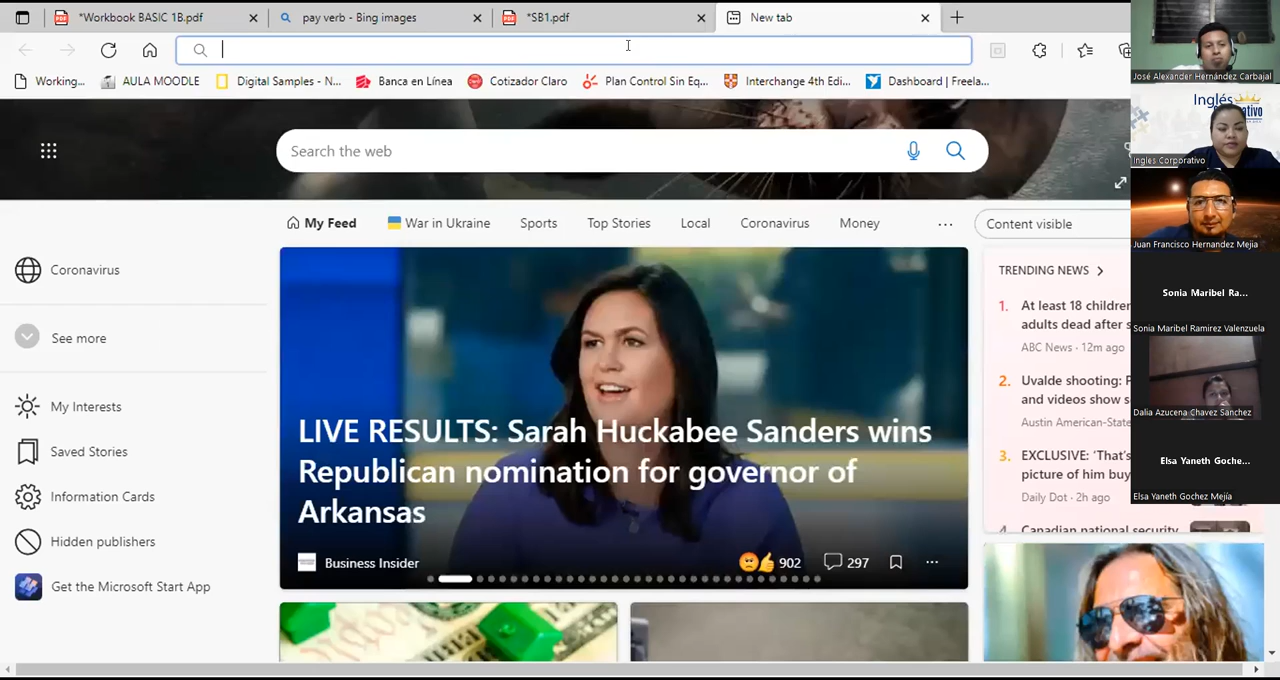 *Workbook BASIC 1B.pdf
pay verb - Bing images
*SB1.pdf
New tab
Working...
AULA MOODLE
Digital Samples - N...
Banca en Línea
Cotizador Claro
Plan Control Sin Eq...
Interchange 4th Edi...
Dashboard | Freela...
Search the web
My Feed
War in Ukraine
Sports
Top Stories
Local
Coronavirus
Money
Content visible
Coronavirus
See more
My Interests
Saved Stories
Information Cards
Hidden publishers
Get the Microsoft Start App
LIVE RESULTS: Sarah Huckabee Sanders wins
Republican nomination for governor of
Arkansas
Business Insider
902
297
TRENDING NEWS
1. At least 18 children
adults dead after s
ABC News · 12m ago
2. Uvalde shooting: P
and videos show s
Austin American-State
3. EXCLUSIVE: 'That's
picture of him buy
Daily Dot · 2h ago
4. Canadian national security
José Alexander Hernández Carbajal
Inglés
Ingles Corporativo
Juan Francisco Hernandez Mejia
Sonia Maribel Ra...
Sonia Maribel Ramirez Valenzuela
Dalia Azucena Chavez Sanchez
Elsa Yaneth Goche...
Elsa Yaneth Gochez Mejía